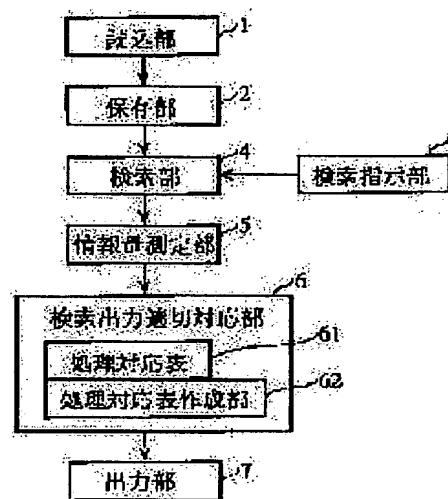 読込部
1
保存部
2
検索部
4
検索指示部
情報量測定部
5
6
検索出力適切対応部
処理対応表
61
処理対応表作成部
62
出力部
7